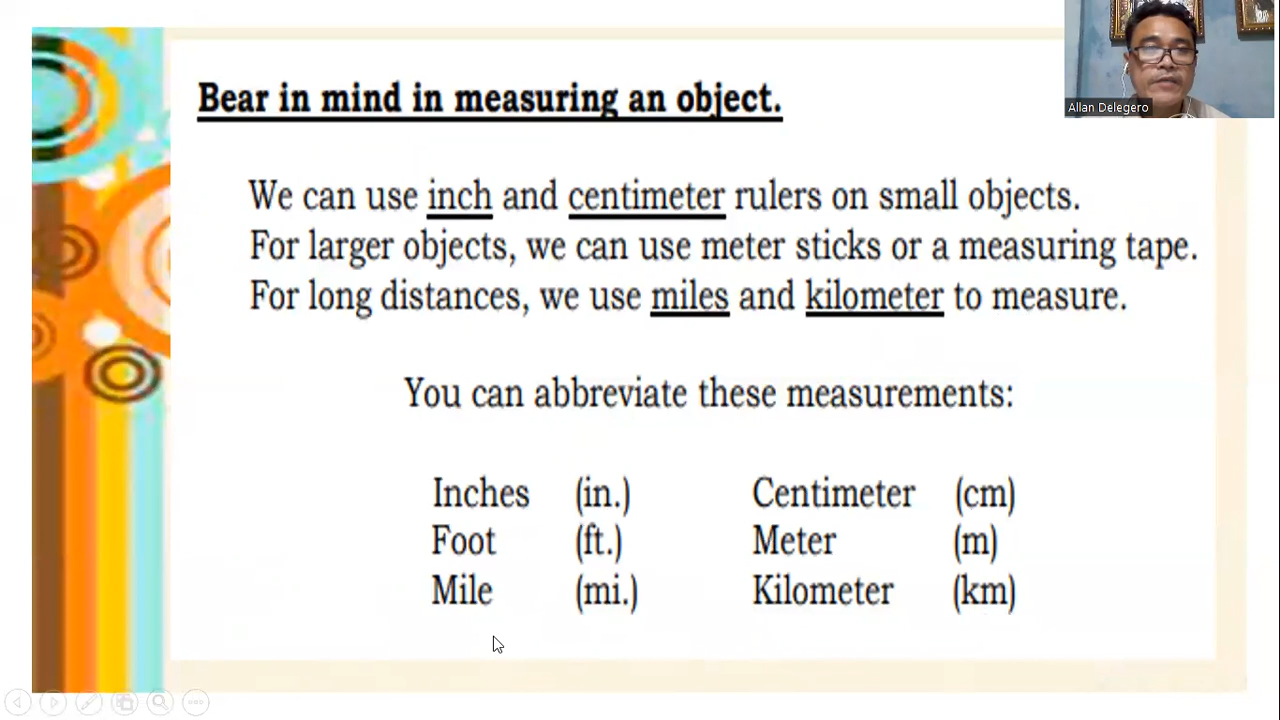 Bear in mind in measuring an object.
We can use inch and centimeter rulers on small objects.
For larger objects, we can use meter sticks or a measuring tape.
For long distances, we use miles and kilometer to measure.
You can abbreviate these measurements:
Inches (in.) Centimeter (cm)
Foot (ft.) Meter (m)
Mile (mi.) Kilometer (km)
Allan Delegero